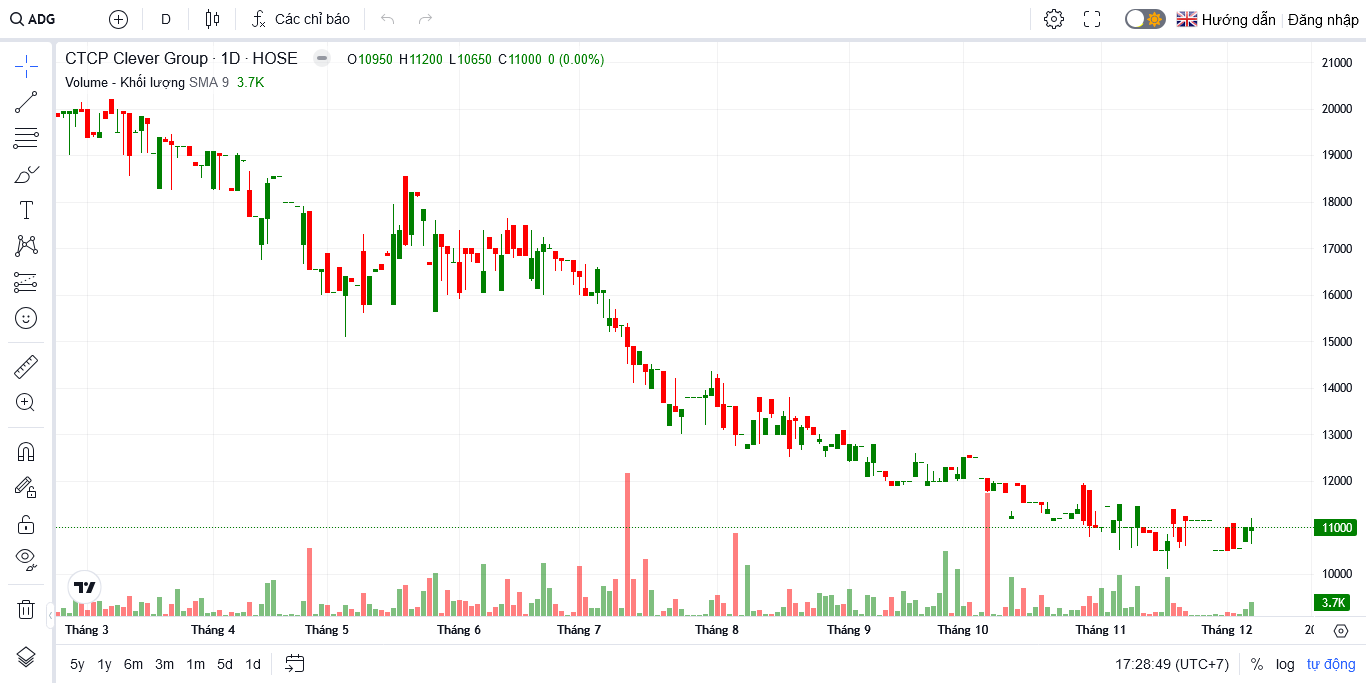 ADG D Các chỉ báo Hướng dẫn Đăng nhập
CTCP Clever Group · 1D · HOSE O10950 H11200 L10650 C11000 0 (0.00%)
Volume - Khối lượng SMA 9 3.7K
21000
20000
19000
18000
17000
16000
15000
14000
13000
12000
11000
10000
3.7K
Tháng 3 Tháng 4 Tháng 5 Tháng 6 Tháng 7 Tháng 8 Tháng 9 Tháng 10 Tháng 11 Tháng 12
5y 1y 6m 3m 1m 5d 1d 17:28:49 (UTC+7) % log tự động